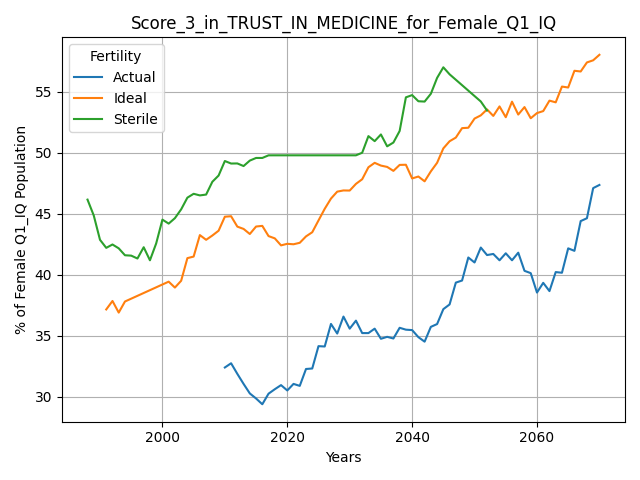 Score_3_in_TRUST_IN_MEDICINE_for_Female_Q1_IQ
Fertility
Actual
Ideal
Sterile
% of Female Q1_IQ Population
55
50
45
40
35
30
2000
2020
2040
2060
Years